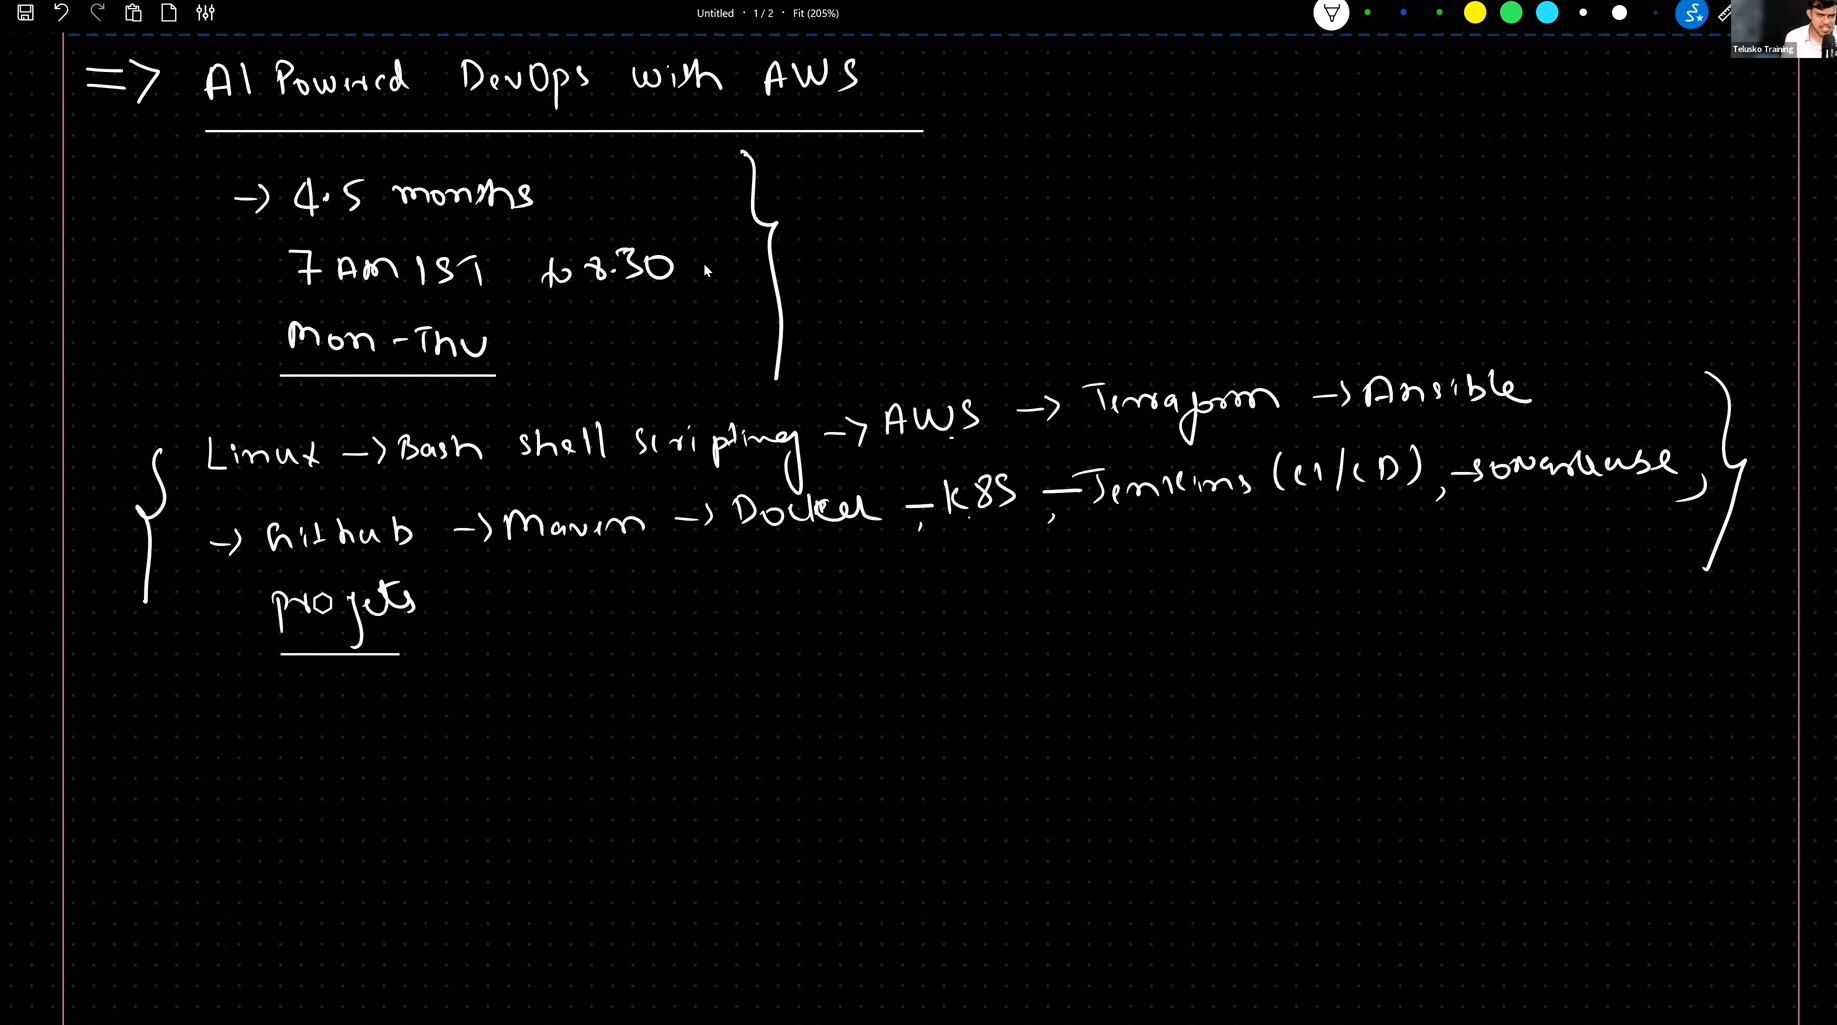 Untitled · 1 / 2 · Fit (205%)
Telusko Training
=> AI Powered DevOps with AWS
-> 4.5 months
7 AM IST to 8.30
Mon - Thu
Linux -> Bash shell scripting -> AWS -> Terraform -> Ansible
-> Github -> Maven -> Docker -, K8S -, Jenkins (CI/CD), -sonarqube,
projets